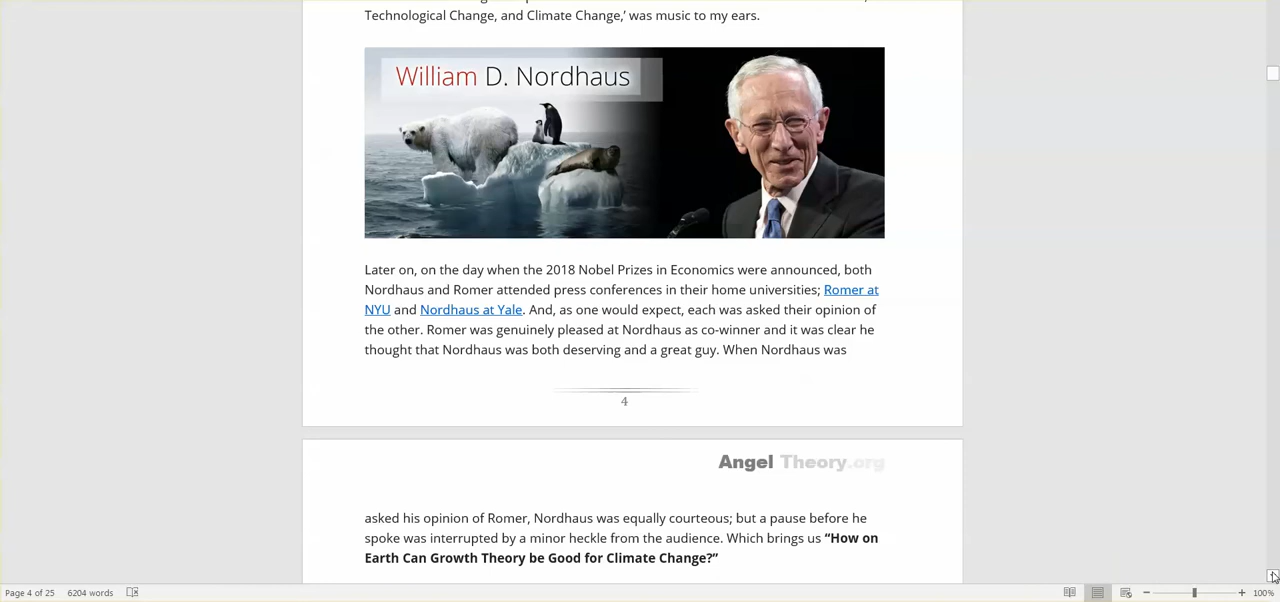 Technological Change, and Climate Change,’ was music to my ears.
William D. Nordhaus
Later on, on the day when the 2018 Nobel Prizes in Economics were announced, both
Nordhaus and Romer attended press conferences in their home universities; Romer at
NYU and Nordhaus at Yale. And, as one would expect, each was asked their opinion of
the other. Romer was genuinely pleased at Nordhaus as co-winner and it was clear he
thought that Nordhaus was both deserving and a great guy. When Nordhaus was
4
Angel Theory.org
asked his opinion of Romer, Nordhaus was equally courteous; but a pause before he
spoke was interrupted by a minor heckle from the audience. Which brings us “How on
Earth Can Growth Theory be Good for Climate Change?”
Page 4 of 25 6204 words 100%